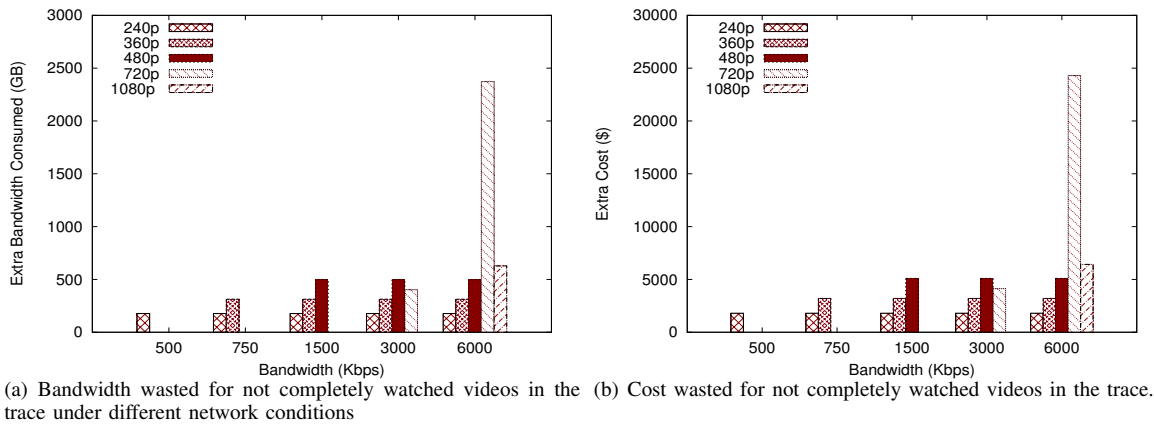 3000
2500
2000
1500
1000
500
0
Extra Bandwidth Consumed (GB)
240p
360p
480p
720p
1080p
500 750 1500 3000 6000
Bandwidth (Kbps)
(a) Bandwidth wasted for not completely watched videos in the
trace under different network conditions
30000
25000
20000
15000
10000
5000
0
Extra Cost ($)
240p
360p
480p
720p
1080p
500 750 1500 3000 6000
Bandwidth (Kbps)
(b) Cost wasted for not completely watched videos in the trace.